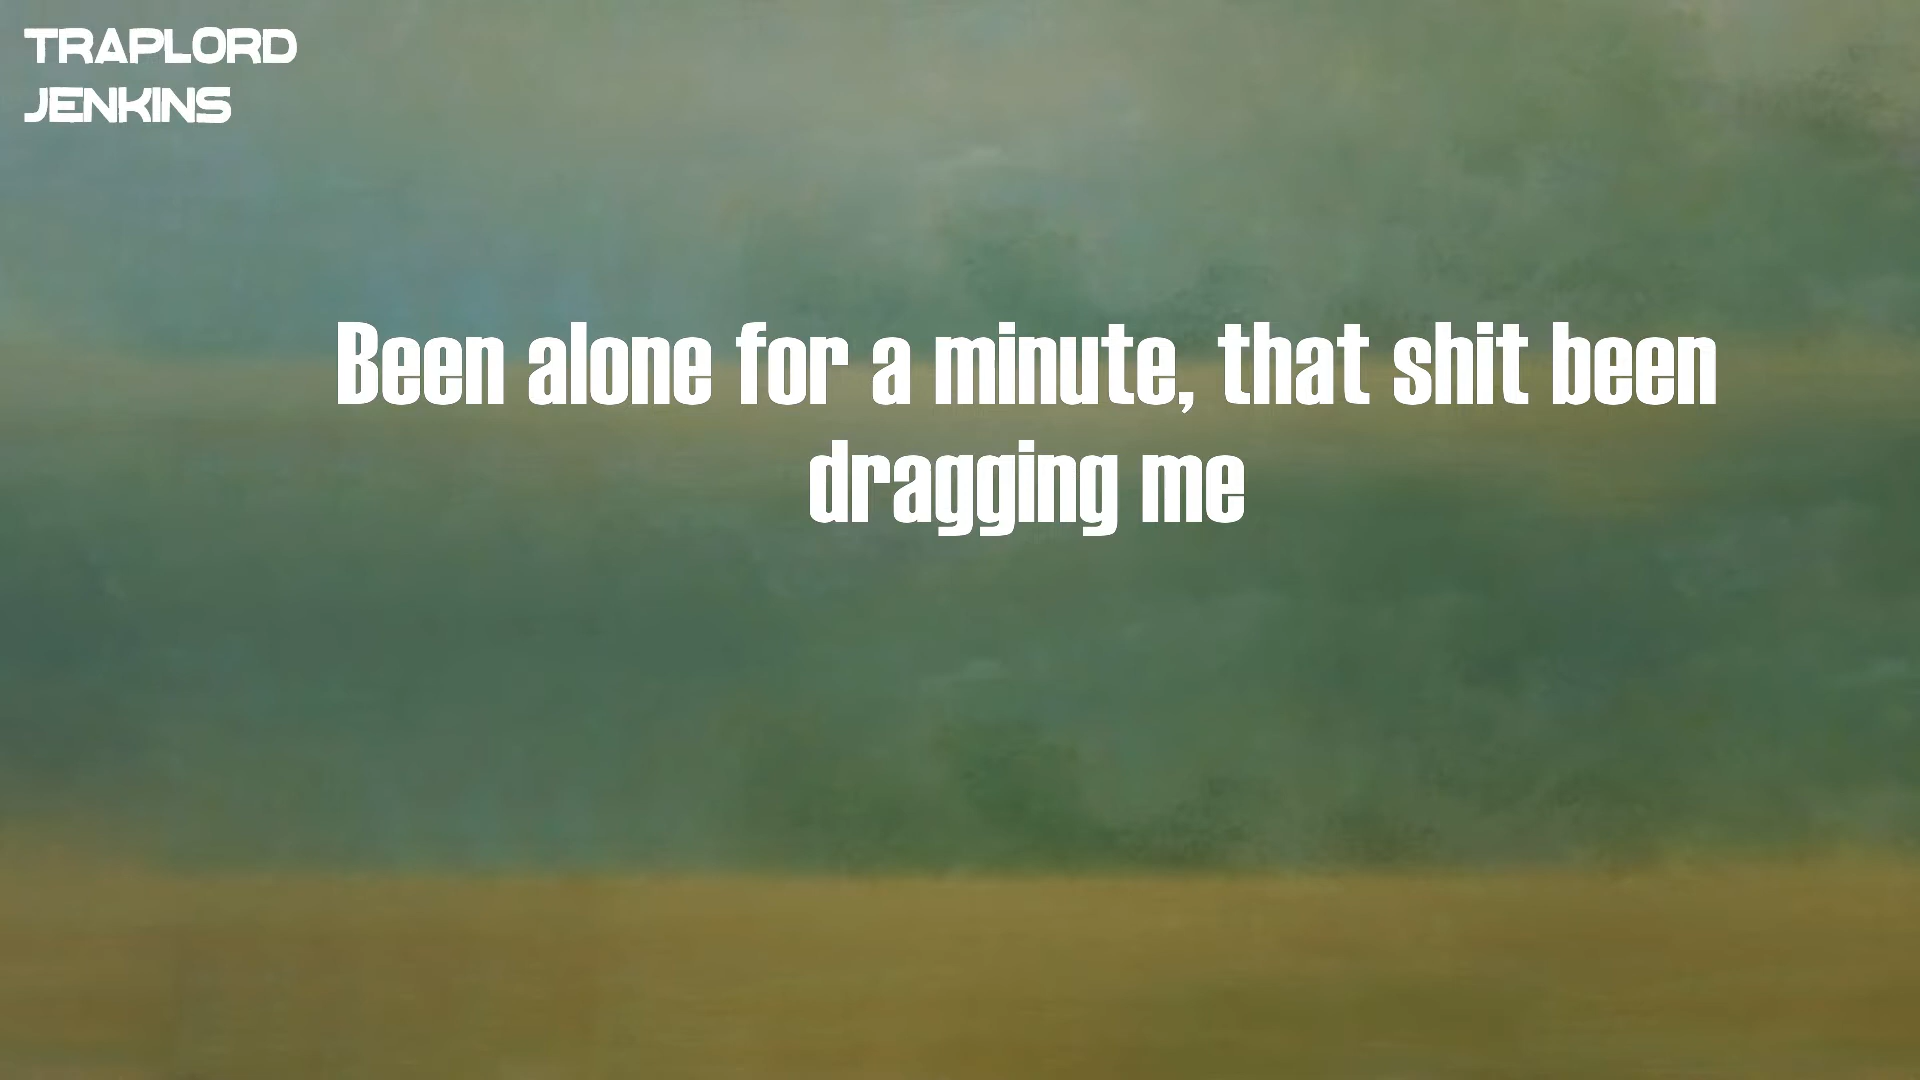 TRAPLORD
JENKINS
Been alone for a minute, that shit been
dragging me